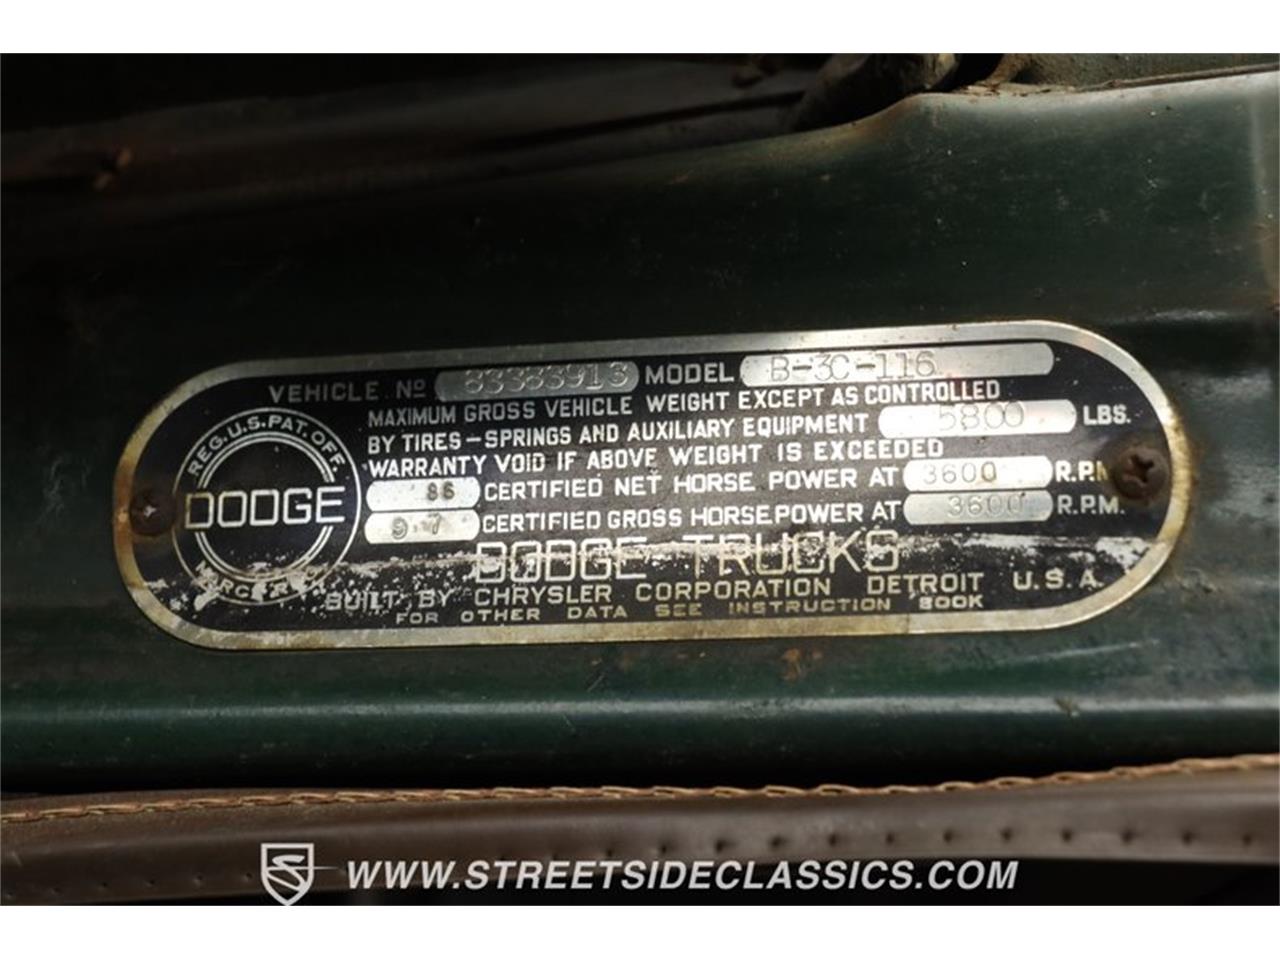 VEHICLE No 83383913 MODEL B-3C-116
MAXIMUM GROSS VEHICLE WEIGHT EXCEPT AS CONTROLLED
BY TIRES-SPRINGS AND AUXILIARY EQUIPMENT 5800 LBS.
WARRANTY VOID IF ABOVE WEIGHT IS EXCEEDED
86 CERTIFIED NET HORSE POWER AT 3600 R.P.M.
97 CERTIFIED GROSS HORSEPOWER AT 3600 R.P.M.
REG.U.S.PAT.OFF.
DODGE
DODGE-TRUCKS
BUILT BY CHRYSLER CORPORATION DETROIT U.S.A.
FOR OTHER DATA SEE INSTRUCTION BOOK
WWW.STREETSIDECLASSICS.COM